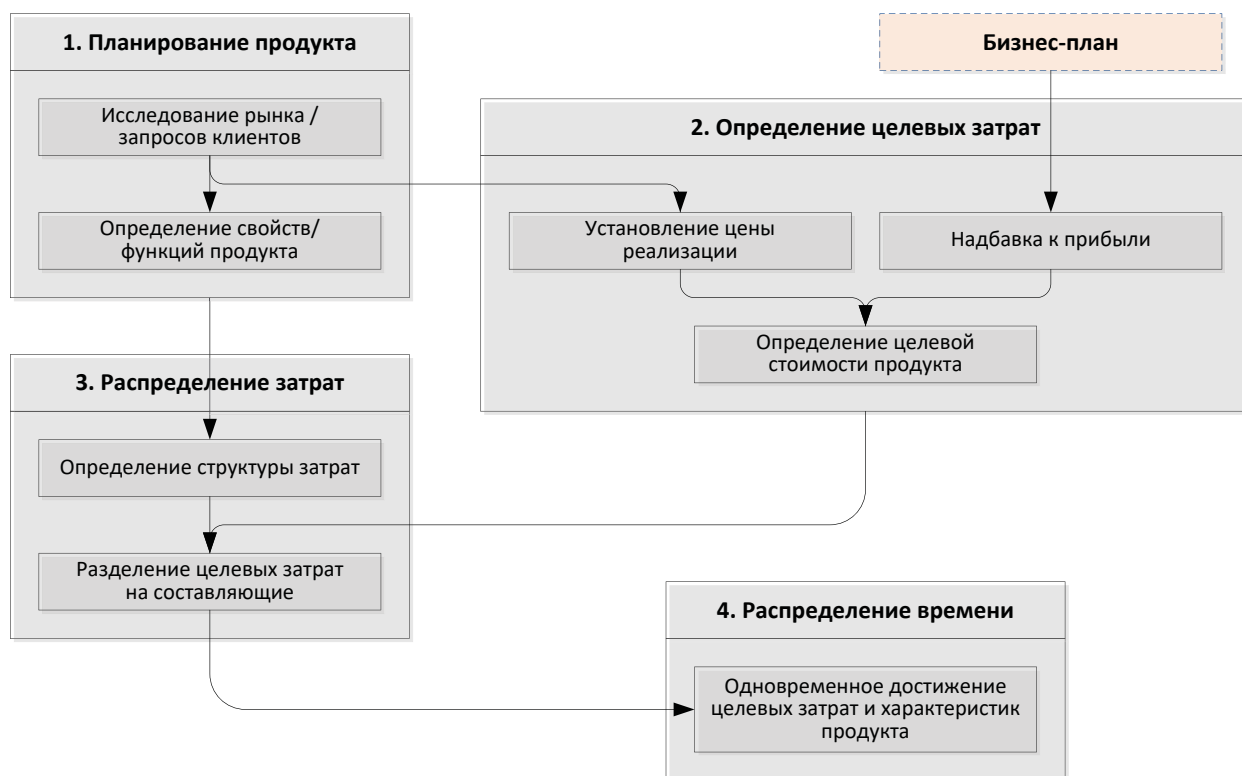 1. Планирование продукта
Исследование рынка /
запросов клиентов
Определение свойств/
функций продукта
Бизнес-план
2. Определение целевых затрат
Установление цены
реализации
Надбавка к прибыли
Определение целевой
стоимости продукта
3. Распределение затрат
Определение структуры затрат
Разделение целевых затрат
на составляющие
4. Распределение времени
Одновременное достижение
целевых затрат и характеристик
продукта